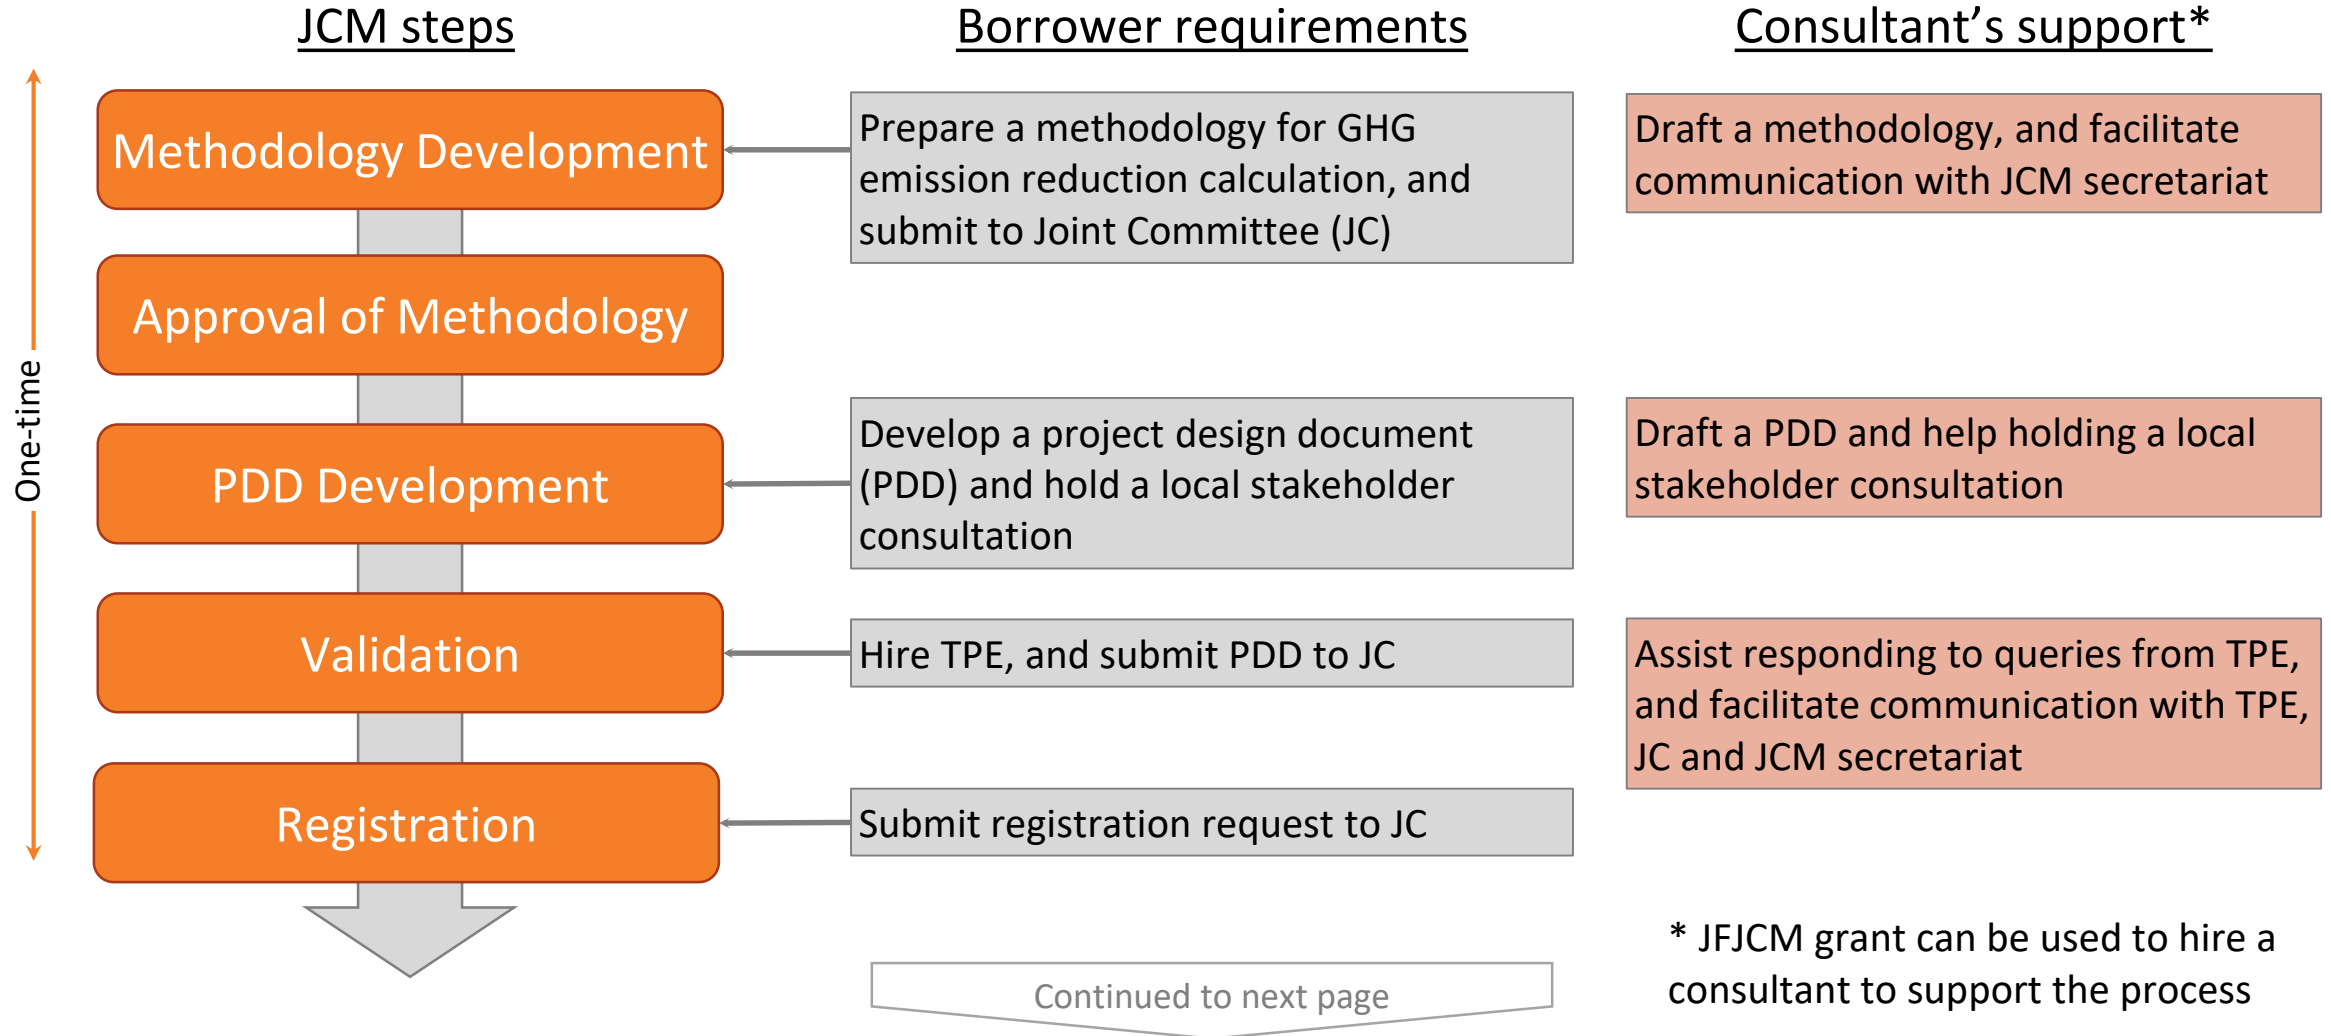 JCM steps
Borrower requirements
Consultant's support*
One-time
Methodology Development
Prepare a methodology for GHG
emission reduction calculation, and
submit to Joint Committee (JC)
Draft a methodology, and facilitate
communication with JCM secretariat
Approval of Methodology
PDD Development
Develop a project design document
(PDD) and hold a local stakeholder
consultation
Draft a PDD and help holding a local
stakeholder consultation
Validation
Hire TPE, and submit PDD to JC
Assist responding to queries from TPE,
and facilitate communication with TPE,
JC and JCM secretariat
Registration
Submit registration request to JC
* JFJCM grant can be used to hire a
consultant to support the process
Continued to next page